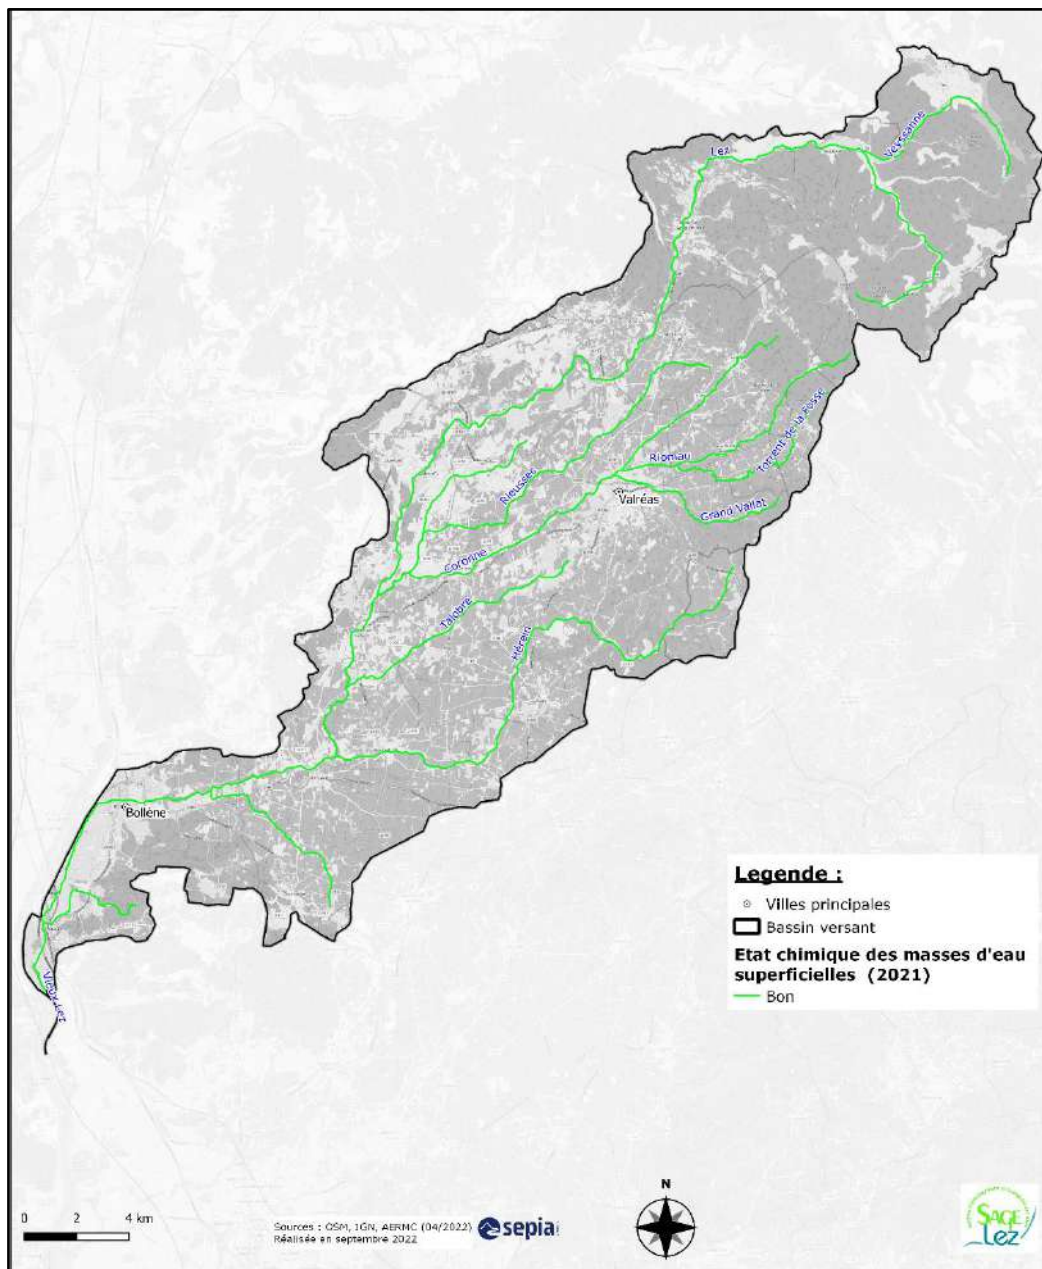 Lez
Veyssanne
Rieusses
Riomau
Torrent de la Fosse
Valréas
Grand Vallat
Coronne
Talobre
Hérein
Bollène
Vieux Lez
Legende :
Villes principales
Bassin versant
Etat chimique des masses d'eau
superficielles (2021)
Bon
N
0 2 4 km
Sources : OSM, IGN, AERMC (04/2022)
Réalisée en septembre 2022
sepia
SAGE
Lez